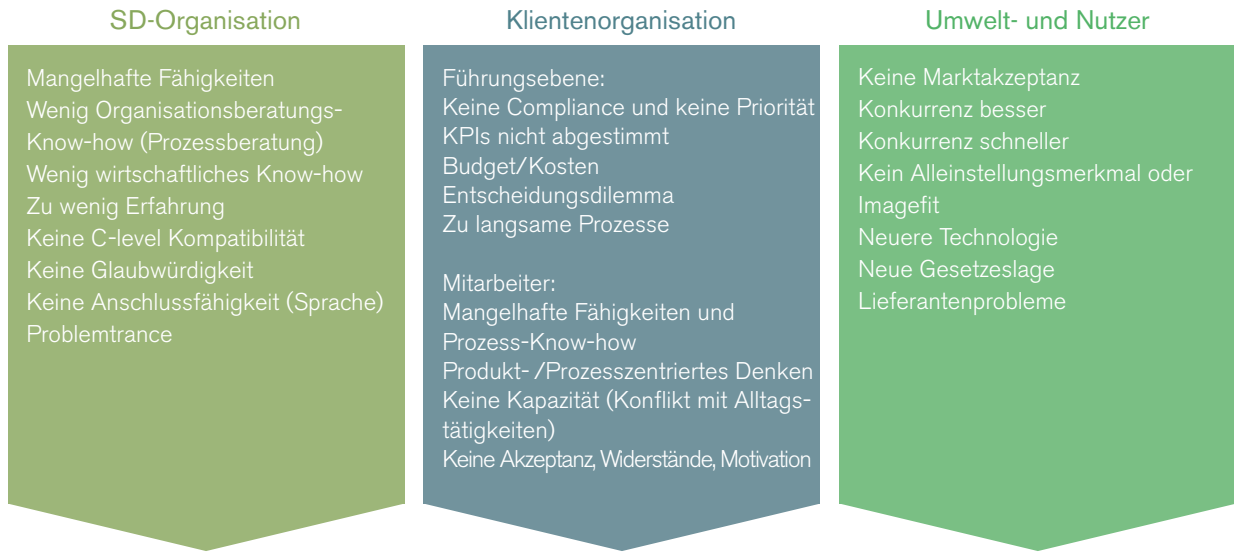 SD-Organisation
Mangelhafte Fähigkeiten
Wenig Organisationsberatungs-
Know-how (Prozessberatung)
Wenig wirtschaftliches Know-how
Zu wenig Erfahrung
Keine C-level Kompatibilität
Keine Glaubwürdigkeit
Keine Anschlussfähigkeit (Sprache)
Problemtrance
Klientenorganisation
Führungsebene:
Keine Compliance und keine Priorität
KPIs nicht abgestimmt
Budget/Kosten
Entscheidungsdilemma
Zu langsame Prozesse
Mitarbeiter:
Mangelhafte Fähigkeiten und
Prozess-Know-how
Produkt- /Prozesszentriertes Denken
Keine Kapazität (Konflikt mit Alltags-
tätigkeiten)
Keine Akzeptanz, Widerstände, Motivation
Umwelt- und Nutzer
Keine Marktakzeptanz
Konkurrenz besser
Konkurrenz schneller
Kein Alleinstellungsmerkmal oder
Imagefit
Neuere Technologie
Neue Gesetzeslage
Lieferantenprobleme